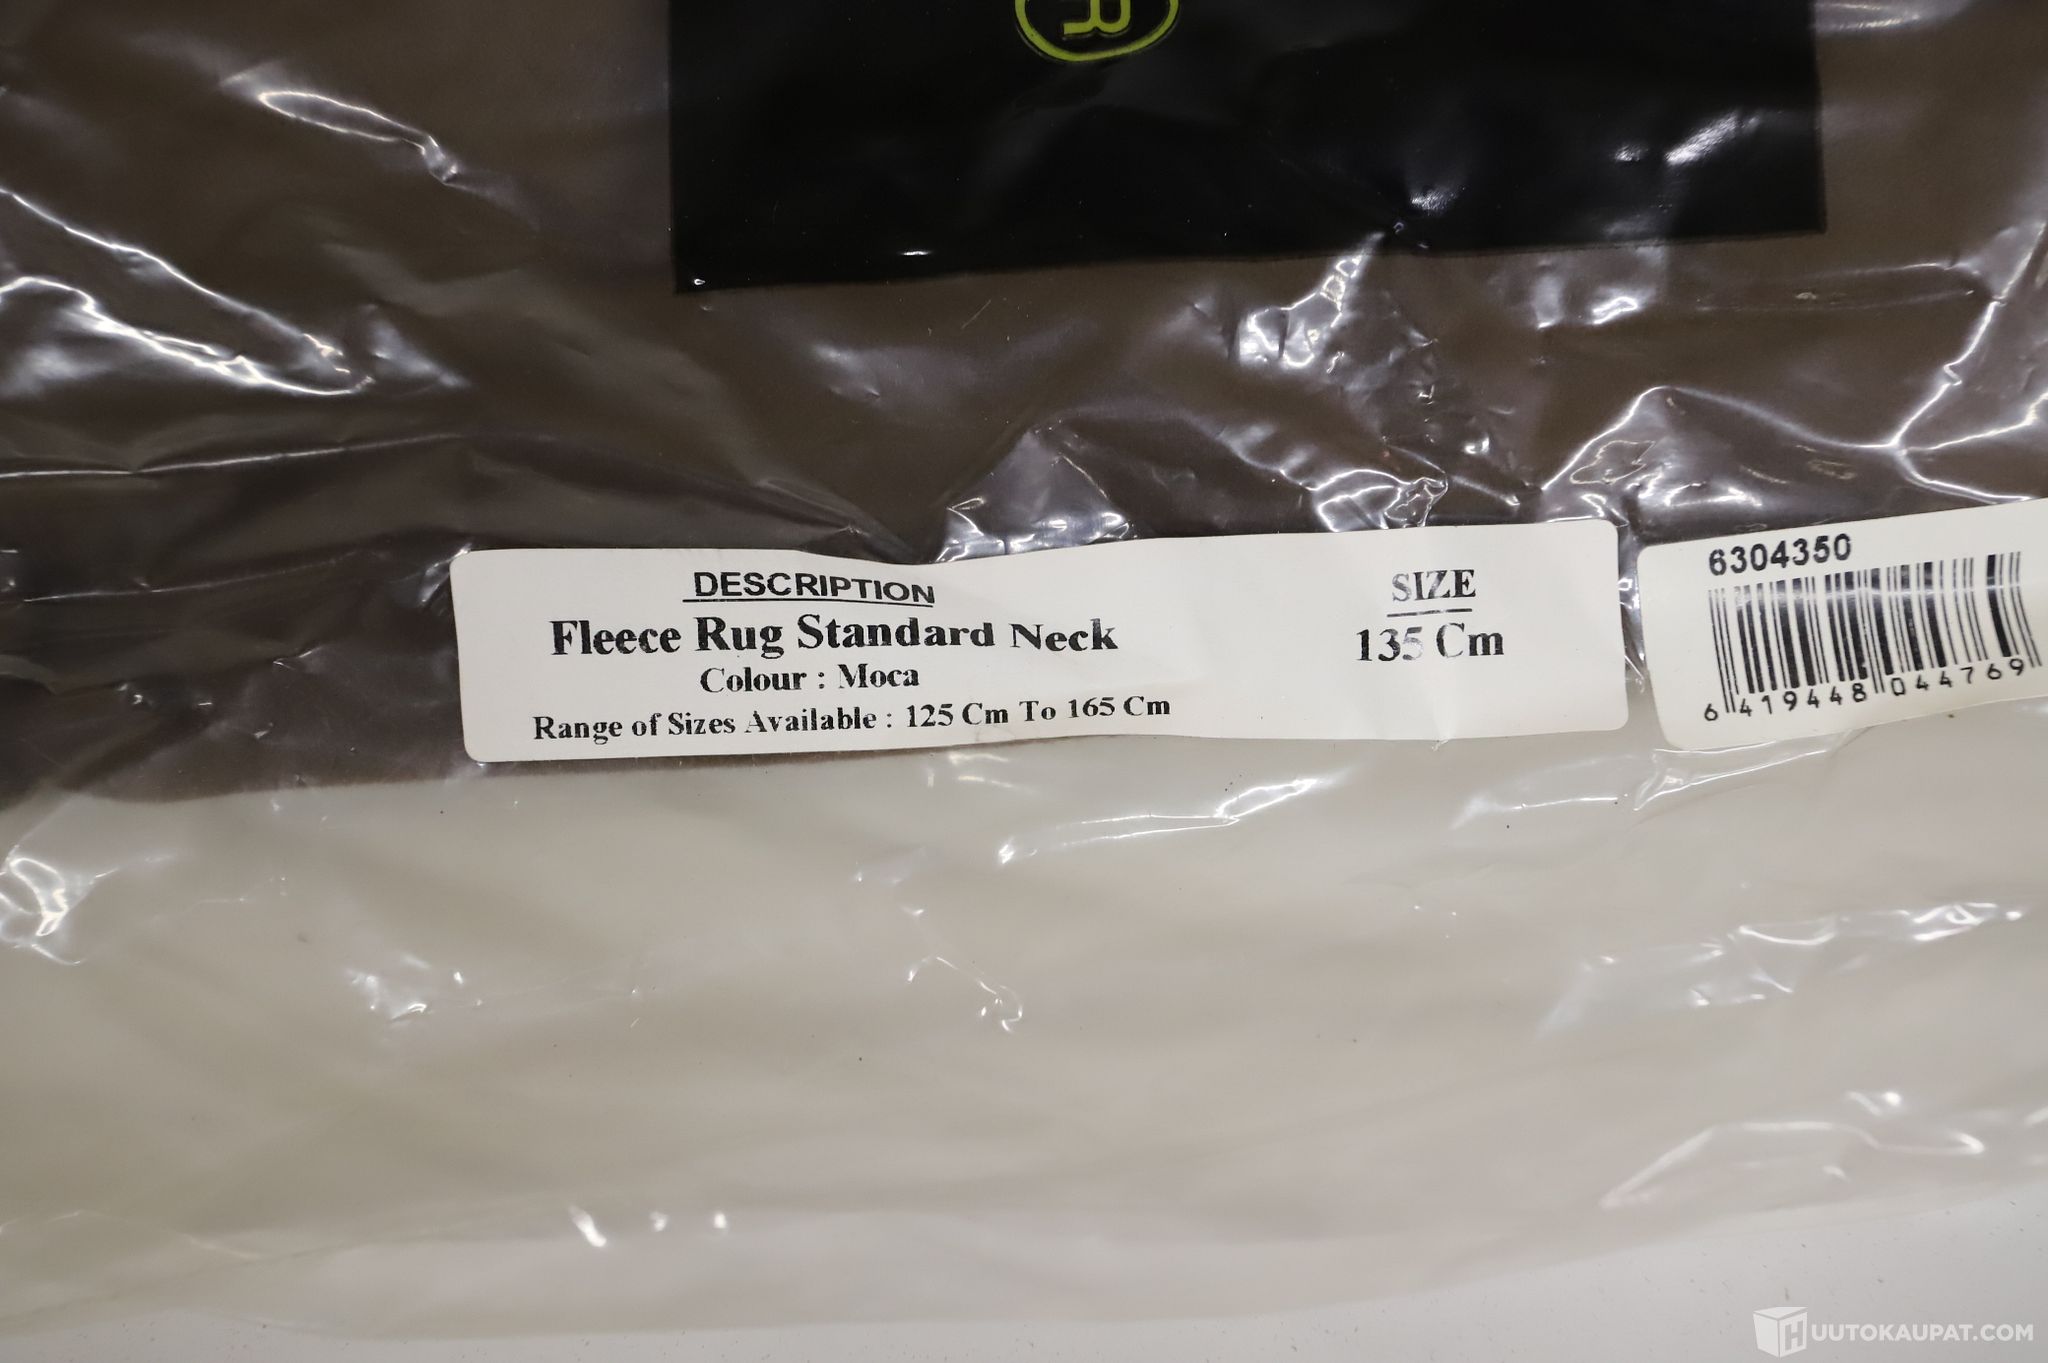 DESCRIPTION
Fleece Rug Standard Neck
Colour : Moca
Range of Sizes Available : 125 Cm To 165 Cm
SIZE
135 Cm
6304350
6 419448 044769
HUUTOKAUPAT.COM